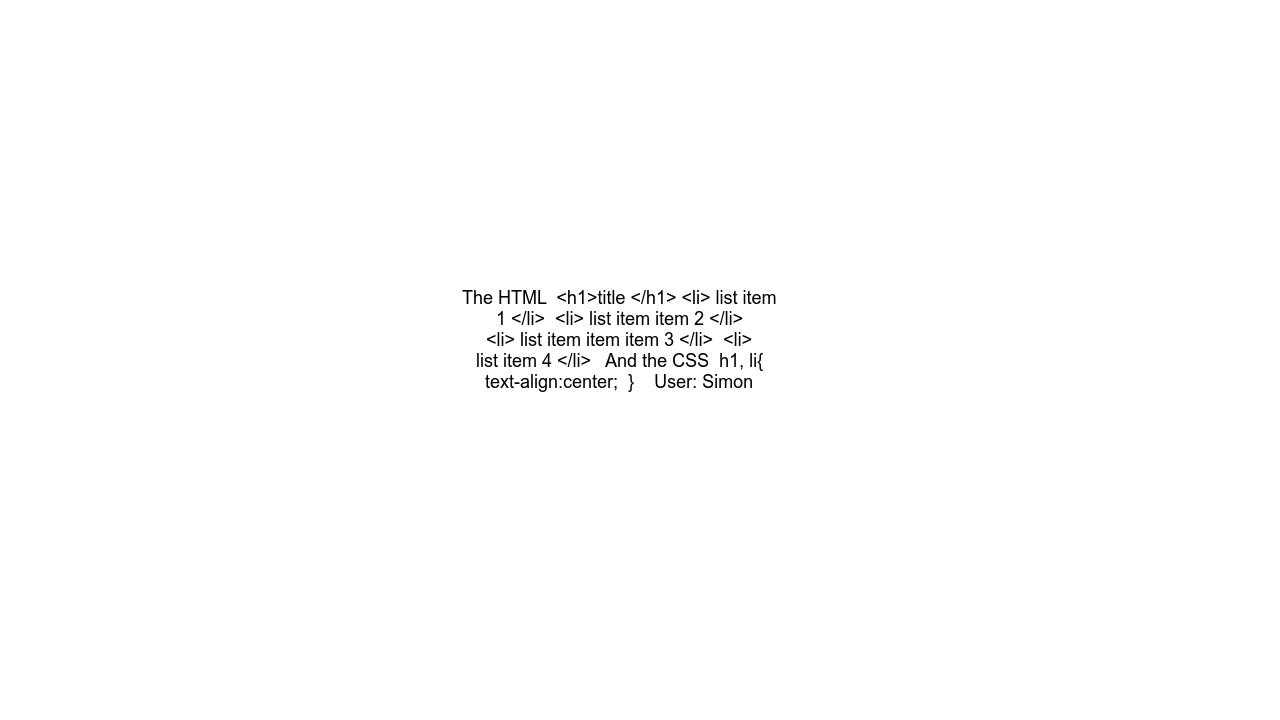 The HTML  <h1>title </h1> <li> list item
1 </li>  <li> list item item 2 </li>
<li> list item item item 3 </li>  <li>
list item 4 </li>   And the CSS  h1, li{
text-align:center;  }    User: Simon